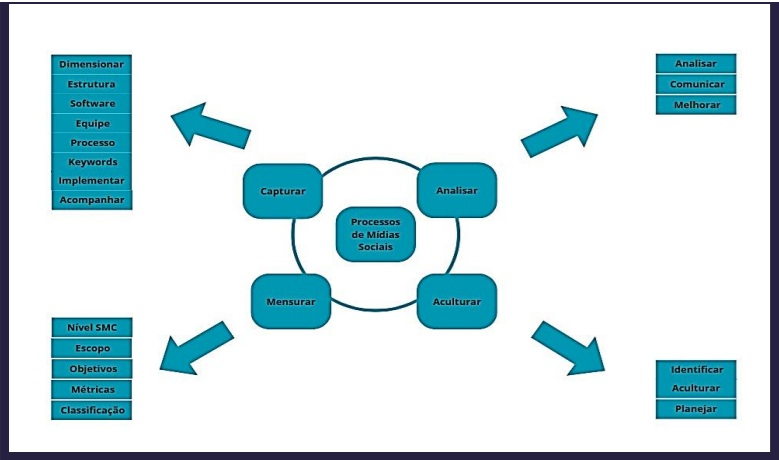 Dimensionar
Estrutura
Software
Equipe
Processo
Keywords
Implementar
Acompanhar
Analisar
Comunicar
Melhorar
Capturar
Analisar
Processos
de Mídias
Sociais
Mensurar
Aculturar
Nível SMC
Escopo
Objetivos
Métricas
Classificação
Identificar
Aculturar
Planejar